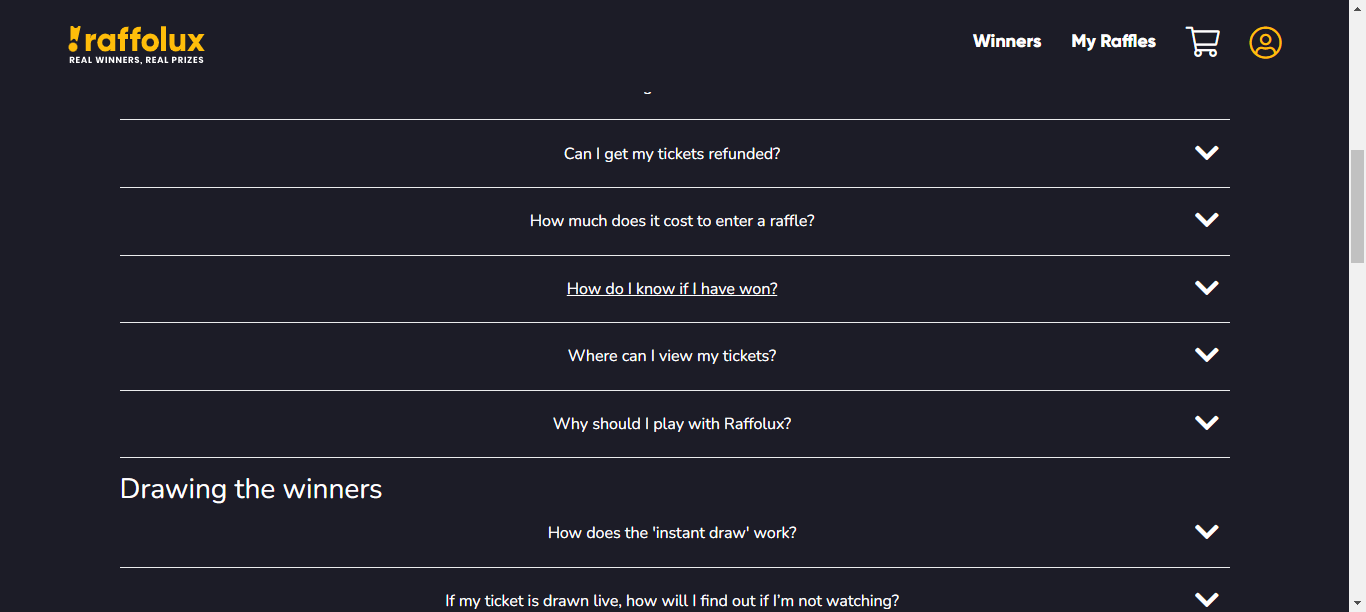 raffolux
REAL WINNERS, REAL PRIZES
Winners
My Raffles
Can I get my tickets refunded?
How much does it cost to enter a raffle?
How do I know if I have won?
Where can I view my tickets?
Why should I play with Raffolux?
Drawing the winners
How does the 'instant draw' work?
If my ticket is drawn live, how will I find out if I'm not watching?